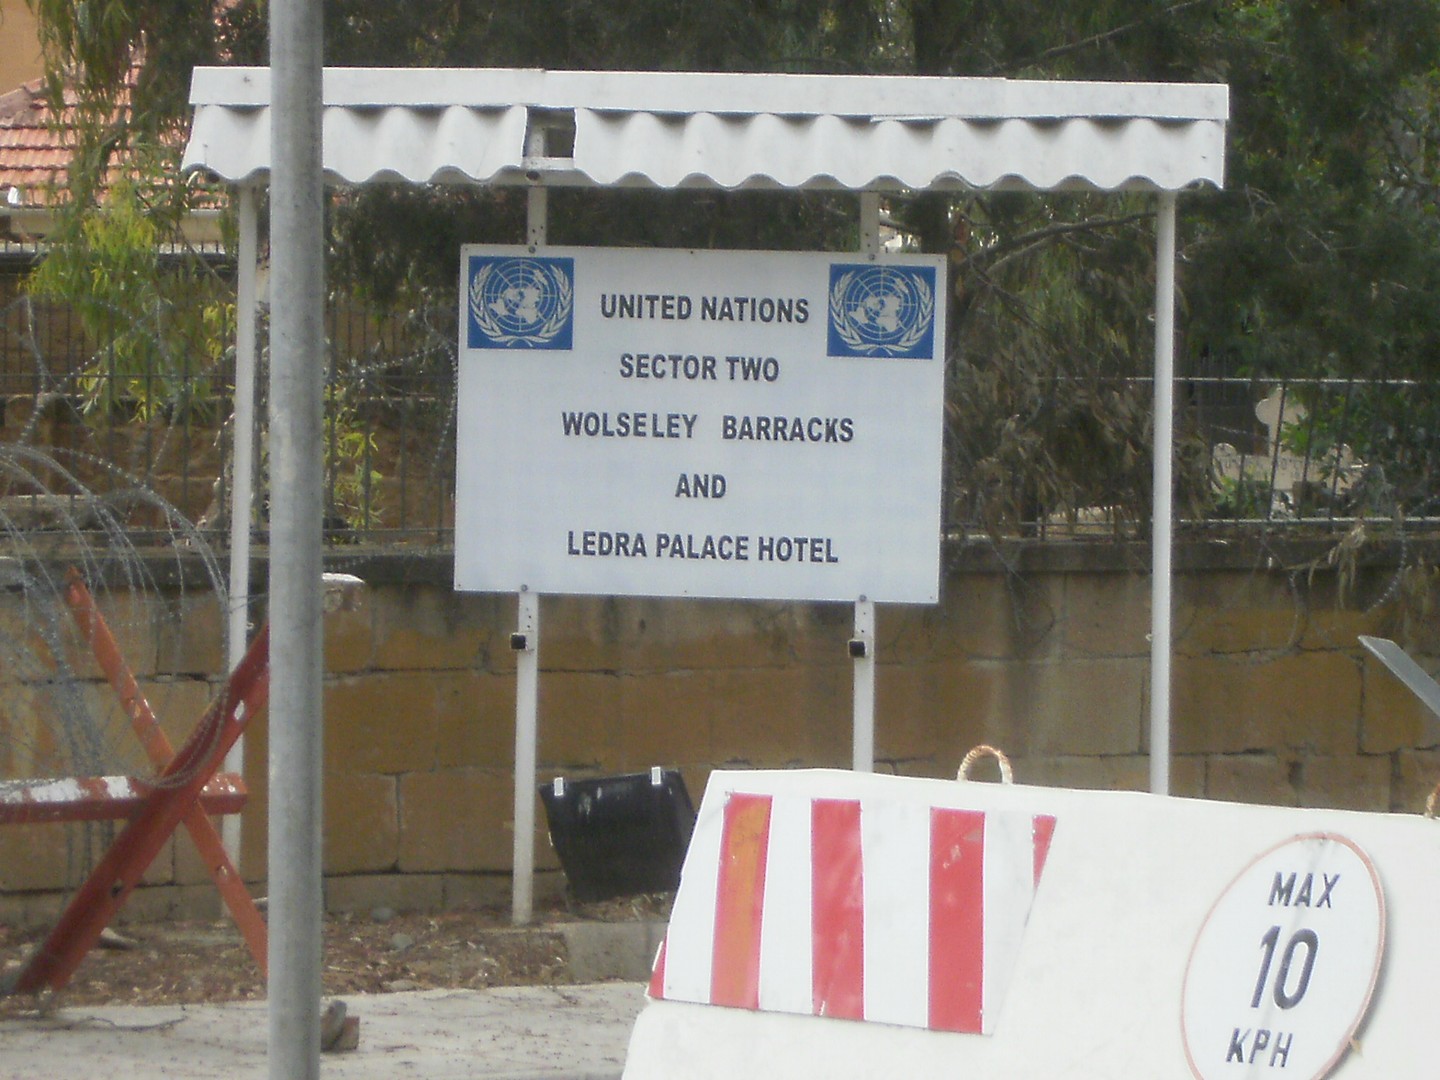 UNITED NATIONS
SECTOR TWO
WOLSELEY BARRACKS
AND
LEDRA PALACE HOTEL
MAX
10
KPH